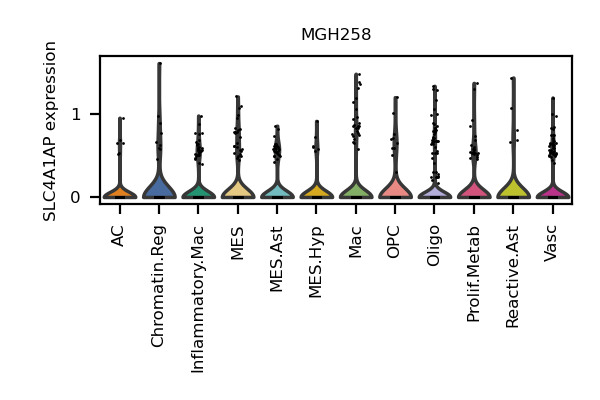 MGH258
SLC4A1AP expression
1
0
AC
Chromatin.Reg
Inflammatory.Mac
MES
MES.Ast
MES.Hyp
Mac
OPC
Oligo
Prolif.Metab
Reactive.Ast
Vasc